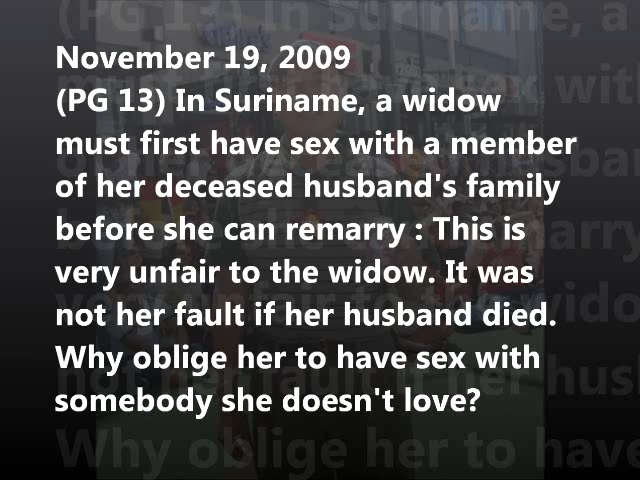 November 19, 2009
(PG 13) In Suriname, a widow
must first have sex with a member
of her deceased husband's family
before she can remarry : This is
very unfair to the widow. It was
not her fault if her husband died.
Why oblige her to have sex with
somebody she doesn't love?